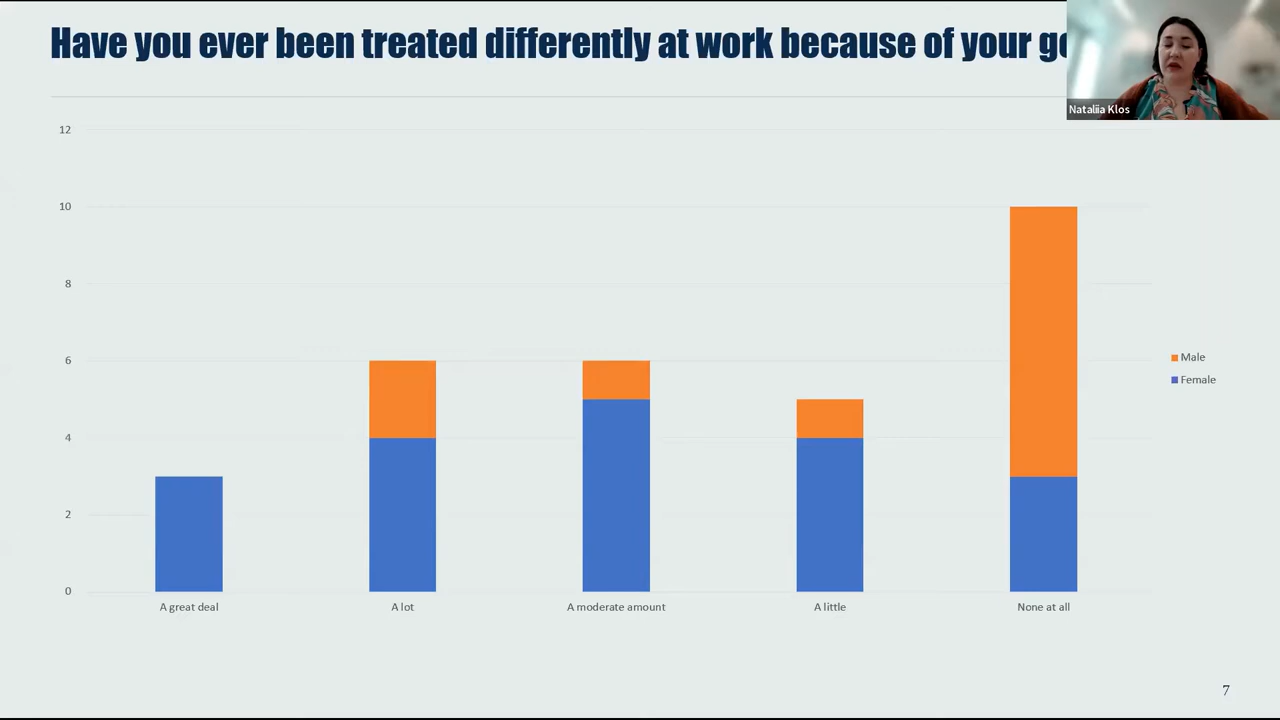 Have you ever been treated differently at work because of your
Nataliia Klos
12
10
8
6
4
2
0
A great deal
A lot
A moderate amount
A little
None at all
Male
Female
7